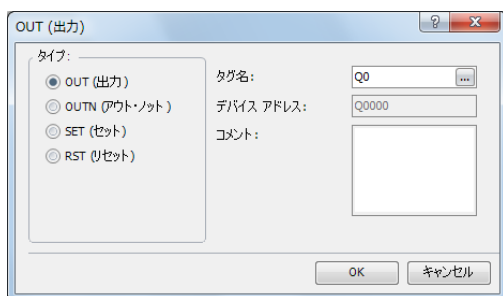 OUT (出力)
タイプ:
OUT (出力)
OUTN (アウト・ノット)
SET (セット)
RST (リセット)
タグ名:
Q0
...
デバイス アドレス:
Q0000
コメント:
OK
キャンセル